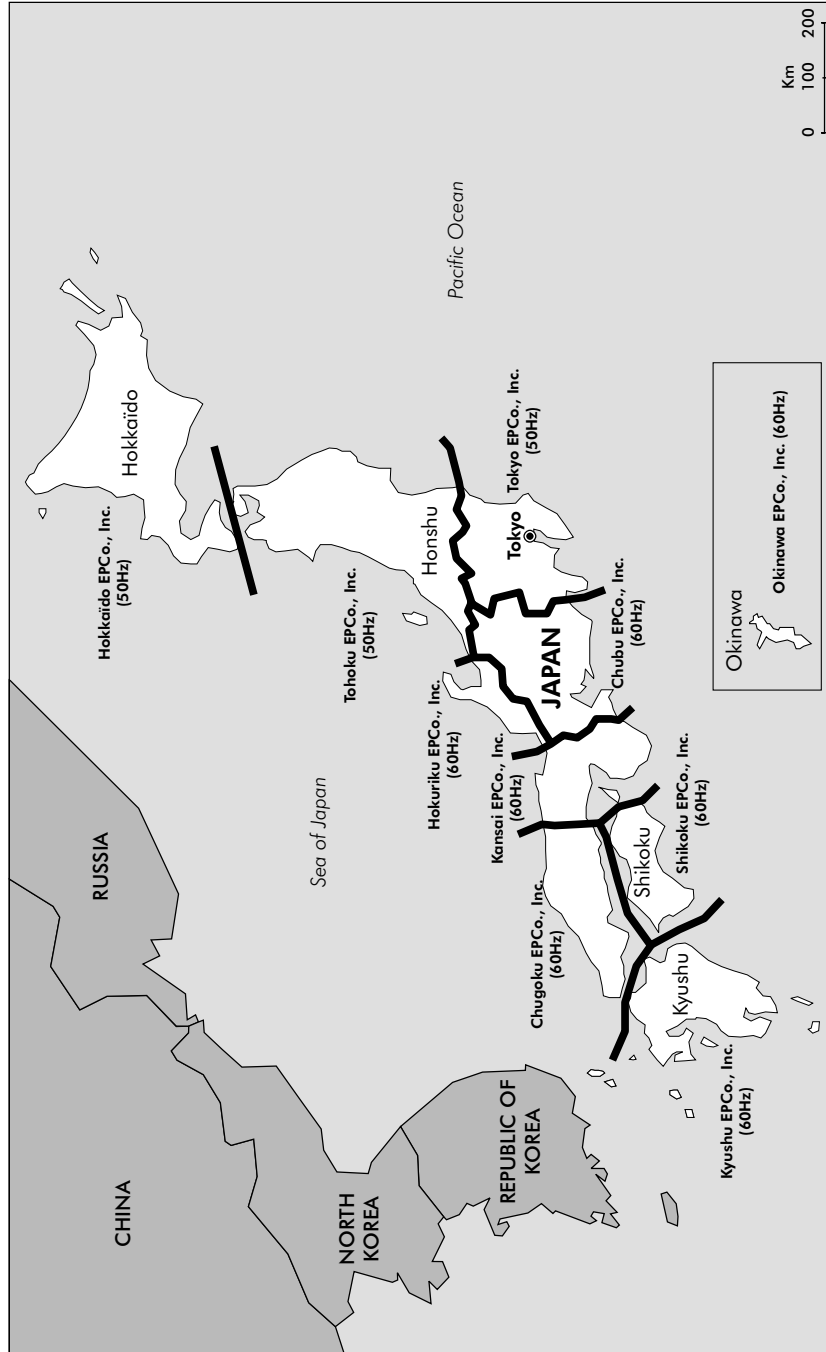 CHINA
RUSSIA
NORTH
KOREA
REPUBLIC OF
KOREA
Sea of Japan
Pacific Ocean
Hokkaïdo
Hokkaïdo EPCo., Inc.
(50Hz)
Tohoku EPCo., Inc.
(50Hz)
Honshu
Tokyo
Tokyo EPCo., Inc.
(50Hz)
JAPAN
Hokuriku EPCo., Inc.
(60Hz)
Chubu EPCo., Inc.
(60Hz)
Kansai EPCo., Inc.
(60Hz)
Chugoku EPCo., Inc.
(60Hz)
Shikoku
Shikoku EPCo., Inc.
(60Hz)
Kyushu
Kyushu EPCo., Inc.
(60Hz)
Okinawa
Okinawa EPCo., Inc. (60Hz)
Km
0 100 200